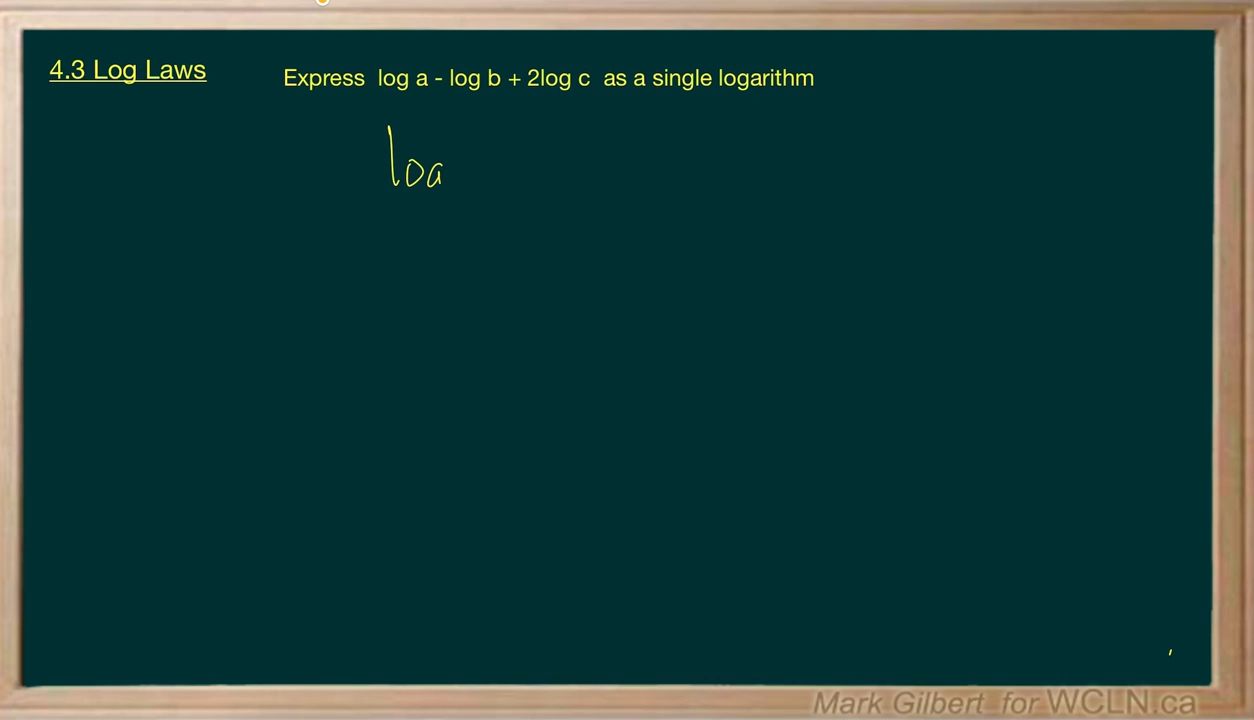 4.3 Log Laws
Express log a - log b + 2log c as a single logarithm
loa
Mark Gilbert for WCLN.ca